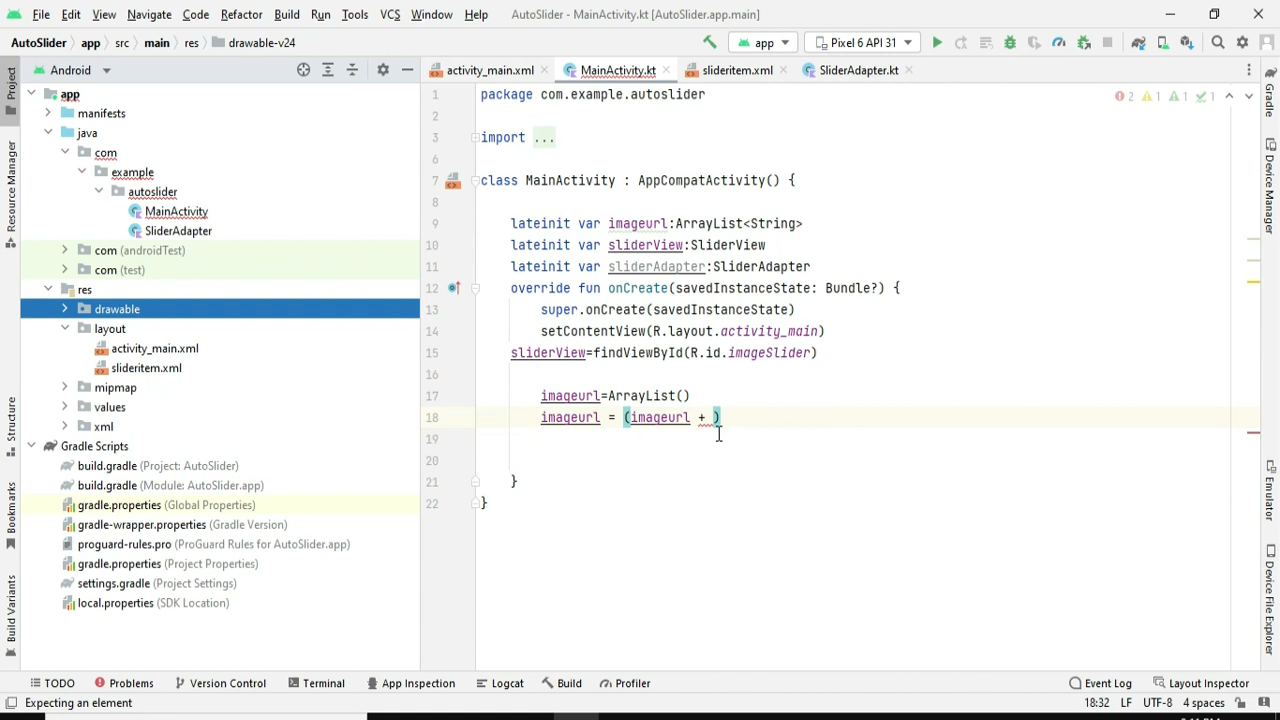 File Edit View Navigate Code Refactor Build Run Tools VCS Window Help AutoSlider - MainActivity.kt [AutoSlider.app.main]
AutoSlider app src main res drawable-v24 app Pixel 6 API 31
Android activity_main.xml MainActivity.kt slideritem.xml SliderAdapter.kt
Project
Resource Manager
Structure
Bookmarks
Build Variants
app
manifests
java
com
example
autoslider
MainActivity
SliderAdapter
com (androidTest)
com (test)
res
drawable
layout
activity_main.xml
slideritem.xml
mipmap
values
xml
Gradle Scripts
build.gradle (Project: AutoSlider)
build.gradle (Module: AutoSlider.app)
gradle.properties (Global Properties)
gradle-wrapper.properties (Gradle Version)
proguard-rules.pro (ProGuard Rules for AutoSlider.app)
gradle.properties (Project Properties)
settings.gradle (Project Settings)
local.properties (SDK Location)
2 1 1 1
1 package com.example.autoslider
2
3 import ...
6
7 class MainActivity : AppCompatActivity() {
8
9 lateinit var imageurl:ArrayList<String>
10 lateinit var sliderView:SliderView
11 lateinit var sliderAdapter:SliderAdapter
12 override fun onCreate(savedInstanceState: Bundle?) {
13 super.onCreate(savedInstanceState)
14 setContentView(R.layout.activity_main)
15 sliderView=findViewById(R.id.imageSlider)
16
17 imageurl=ArrayList()
18 imageurl = (imageurl + )
19
20
21 }
22 }
Gradle
Device Manager
Emulator
Device File Explorer
TODO Problems Version Control Terminal App Inspection Logcat Build Profiler Event Log Layout Inspector
Expecting an element 18:32 LF UTF-8 4 spaces